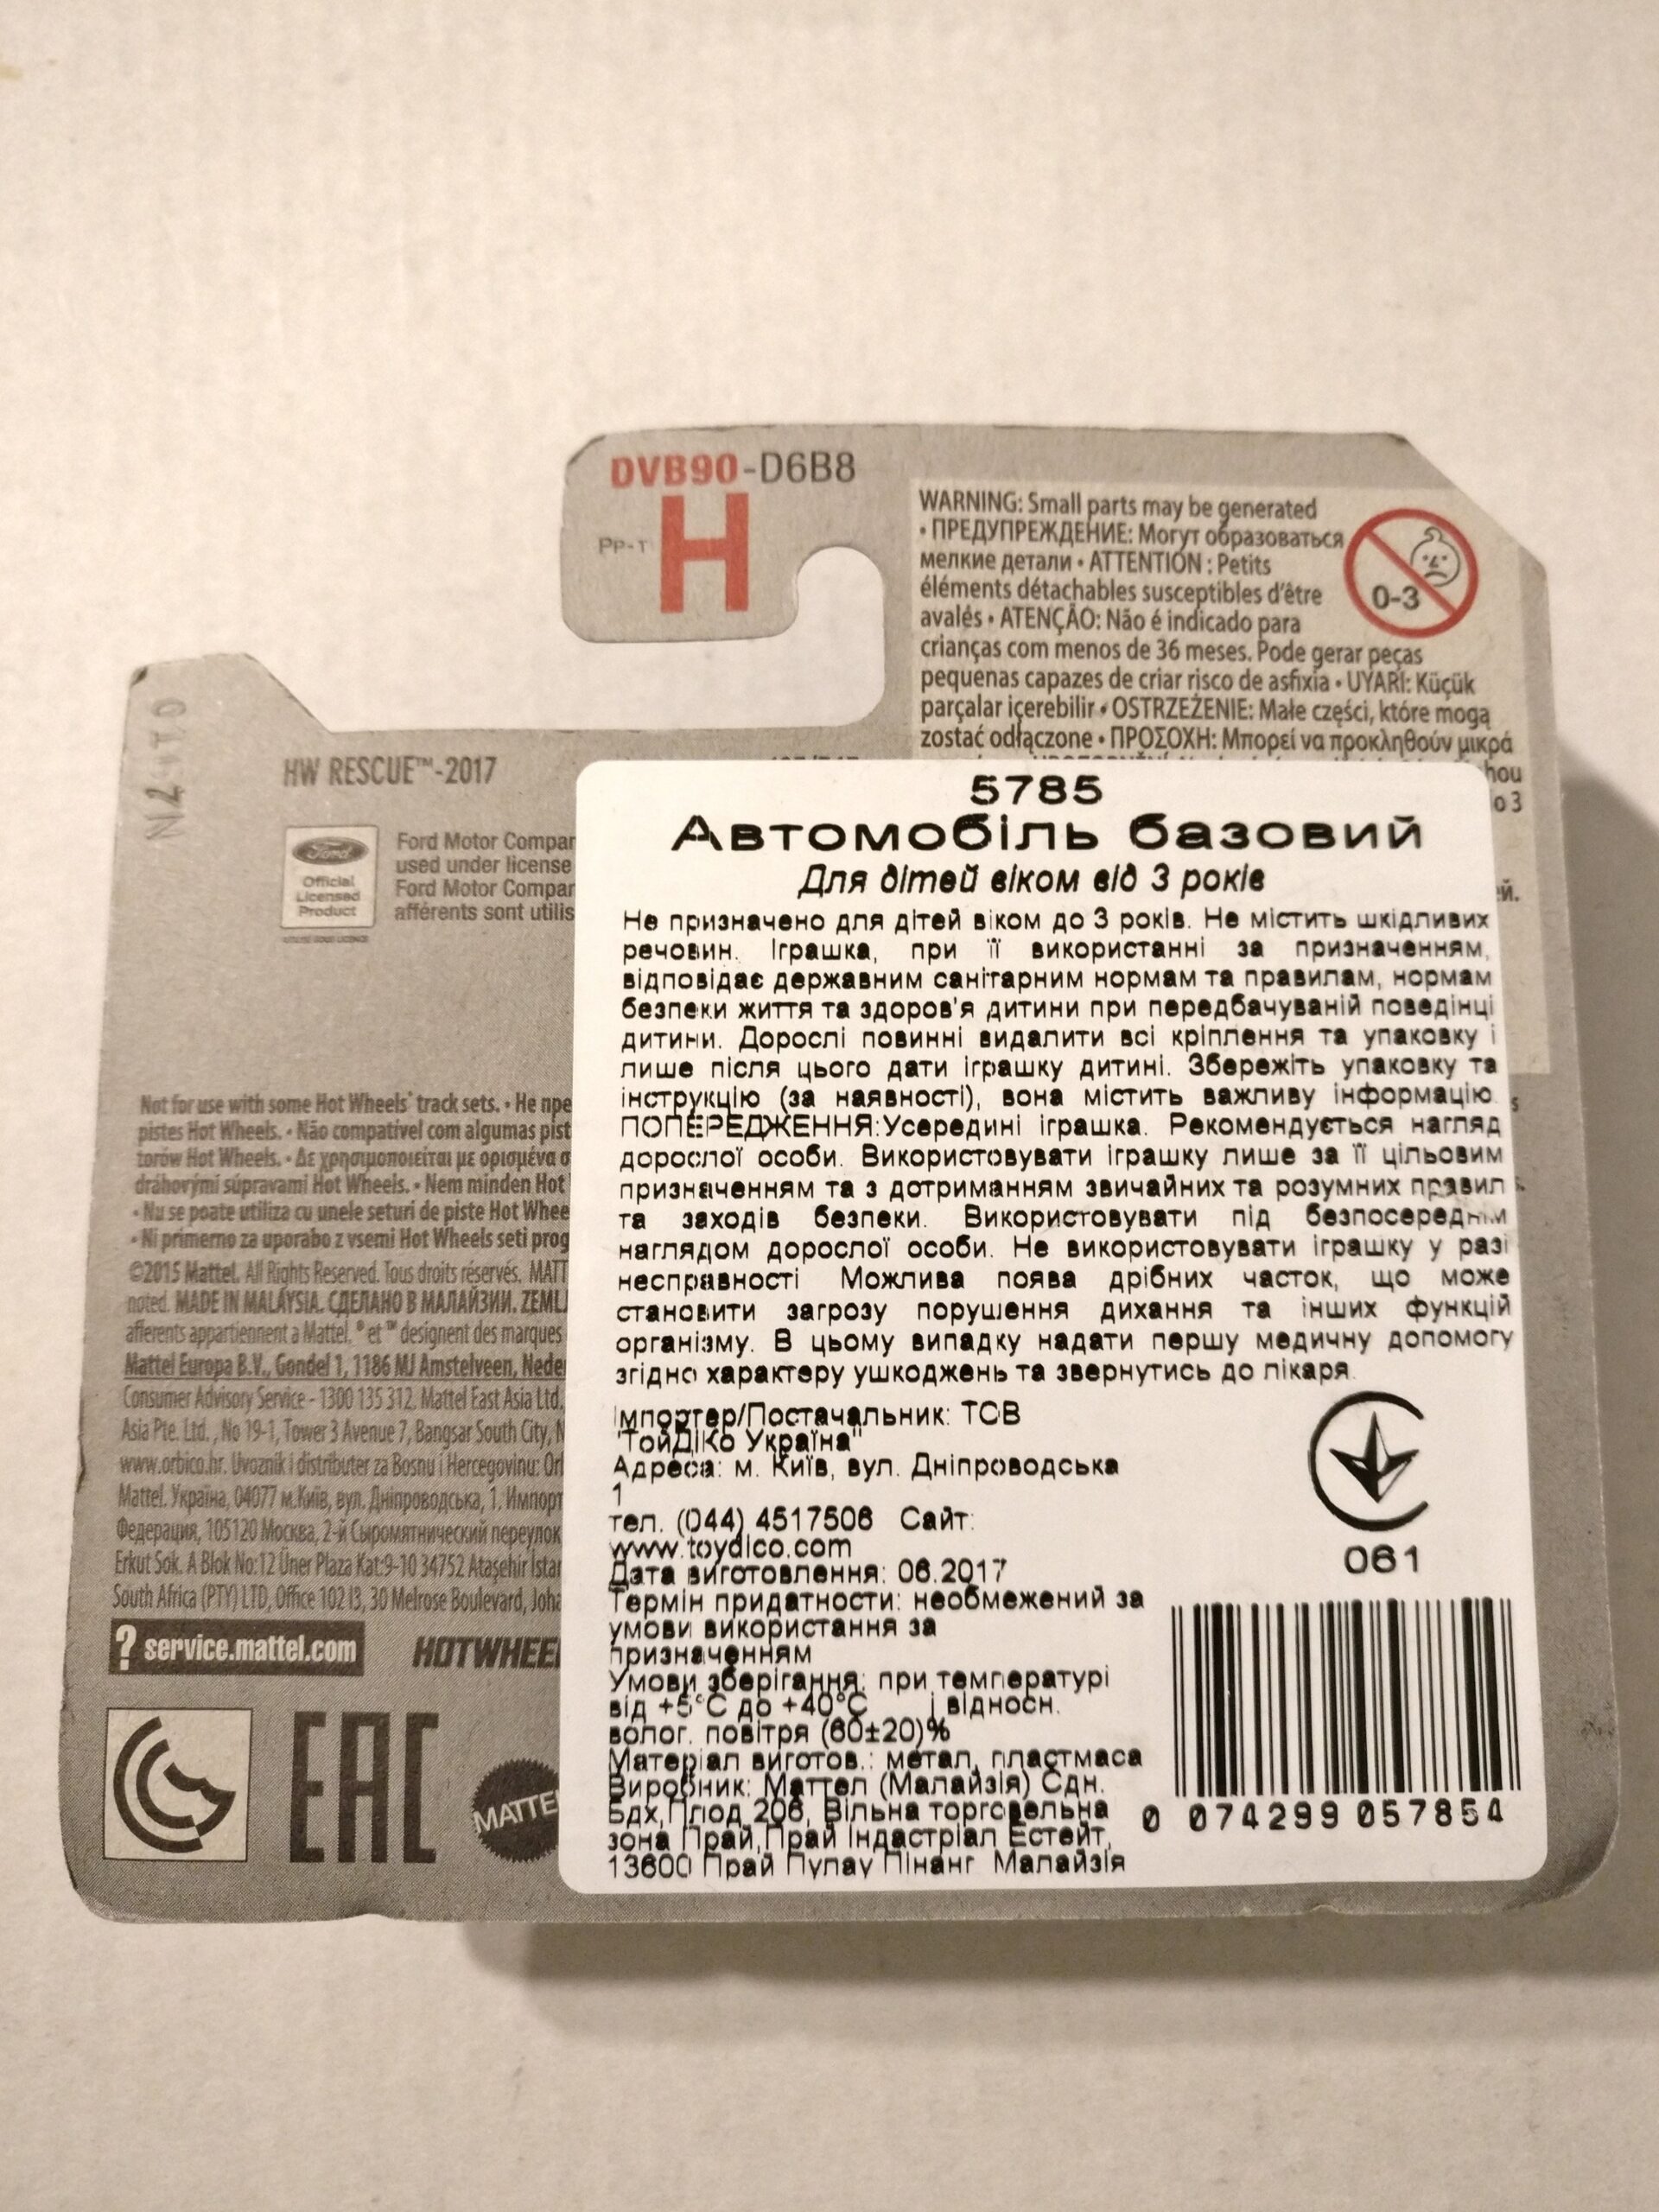 DVB90-D6B8
PP-T
H
WARNING: Small parts may be generated
• ПРЕДУПРЕЖДЕНИЕ: Могут образоваться
мелкие детали • ATTENTION : Petits
éléments détachables susceptibles d'être
avalés • ATENÇÃO: Não é indicado para
crianças com menos de 36 meses. Pode gerar peças
pequenas capazes de criar risco de asfixia • UYARI: Küçük
parçalar içerebilir • OSTRZEŻENIE: Małe części, które mogą
zostać odłączone • ΠΡΟΣΟΧΗ: Μπορεί να προκληθούν μικρά
0-3
HW RESCUE™-2017
Ford
Official
Licensed
Product
Ford Motor Compar
used under license
Ford Motor Compar
afférents sont utilis
Not for use with some Hot Wheels® track sets. • Не пре
pistes Hot Wheels. • Não compatível com algumas pist
torów Hot Wheels. • Δε χρησιμοποιείται με ορισμένα σ
dráhovými súpravami Hot Wheels. • Nem minden Hot
• Nu se poate utiliza cu unele seturi de piste Hot Whee
• Ni primerno za uporabo z vsemi Hot Wheels seti prog
©2015 Mattel. All Rights Reserved. Tous droits réservés. MATT
noted. MADE IN MALAYSIA. СДЕЛАНО В МАЛАЙЗИИ. ZEML
afférents appartiennent à Mattel. ® et ™ désignent des marques
Mattel Europa B.V., Gondel 1, 1186 MJ Amstelveen, Neder
Consumer Advisory Service - 1300 135 312. Mattel East Asia Ltd.
Asia Pte. Ltd., No 19-1, Tower 3 Avenue 7, Bangsar South City, N
www.orbico.hr. Uvoznik i distributer za Bosnu i Hercegovinu: Orl
Mattel. Україна, 04077 м.Київ, вул. Дніпроводська, 1. Импорт
Федерация, 105120 Москва, 2-й Сыромятнический переулок
Erkut Sok. A Blok No:12 Üner Plaza Kat:9-10 34752 Ataşehir İstar
South Africa (PTY) LTD, Office 102 I3, 30 Melrose Boulevard, Joha
? service.mattel.com
HOTWHEE
EAC
MATTE
5785
Автомобіль базовий
Для дітей віком від 3 років
Не призначено для дітей віком до 3 років. Не містить шкідливих
речовин. Іграшка, при її використанні за призначенням,
відповідає державним санітарним нормам та правилам, нормам
безпеки життя та здоров'я дитини при передбачуваній поведінці
дитини. Дорослі повинні видалити всі кріплення та упаковку і
лише після цього дати іграшку дитині. Збережіть упаковку та
інструкцію (за наявності), вона містить важливу інформацію.
ПОПЕРЕДЖЕННЯ:Усередині іграшка. Рекомендується нагляд
дорослої особи. Використовувати іграшку лише за її цільовим
призначенням та з дотриманням звичайних та розумних правил
та заходів безпеки. Використовувати під безпосереднім
наглядом дорослої особи. Не використовувати іграшку у разі
несправності Можлива поява дрібних часток, що може
становити загрозу порушення дихання та інших функцій
організму. В цьому випадку надати першу медичну допомогу
згідно характеру ушкоджень та звернутись до лікаря.
Імпортер/Постачальник: ТОВ
"ТойДіКо Україна"
Адреса: м. Київ, вул. Дніпроводська
1
тел. (044) 4517506 Сайт:
www.toydico.com
Дата виготовлення: 06.2017
Термін придатности: необмежений за
умови використання за
призначенням
Умови зберігання: при температурі
від +5°С до +40°С і відносн.
волог. повітря (60±20)%
Матеріал виготов.: метал, пластмаса
Виробник: Маттел (Малайзія) Сдн.
Бдх,Плод 206, Вільна торговельна
зона Прай,Прай Індастріал Естейт,
13600 Прай Пулау Пінанг Малайзія
061
0 074299 057854